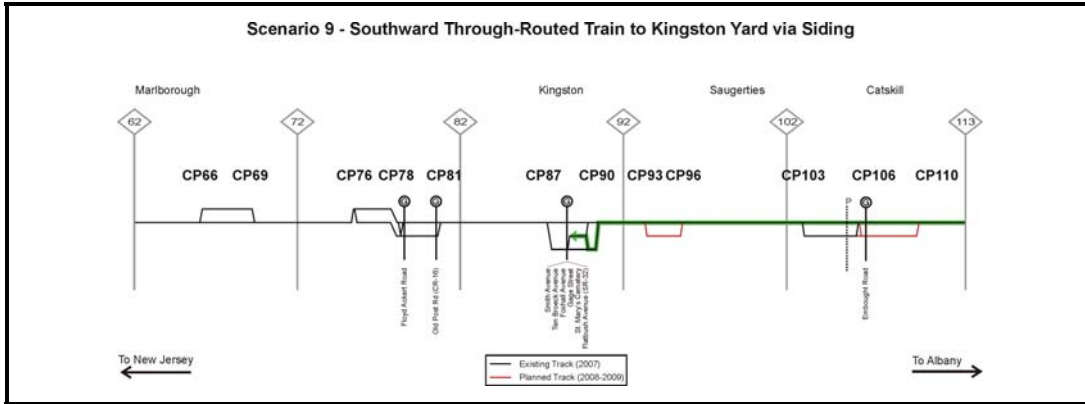 Scenario 9 - Southward Through-Routed Train to Kingston Yard via Siding
Marlborough
Kingston
Saugerties
Catskill
62
72
82
92
102
113
CP66
CP69
CP76
CP78
CP81
CP87
CP90
CP93
CP96
CP103
CP106
CP110
Floyd Ackert Road
Old Post Rd (CR-16)
Smith Avenue
Ten Broeck Avenue
Foxhall Avenue
Gage Street
St. Mary's Cemetery
Flatbush Avenue (SR-32)
Embought Road
To New Jersey
To Albany
Existing Track (2007)
Planned Track (2008-2009)